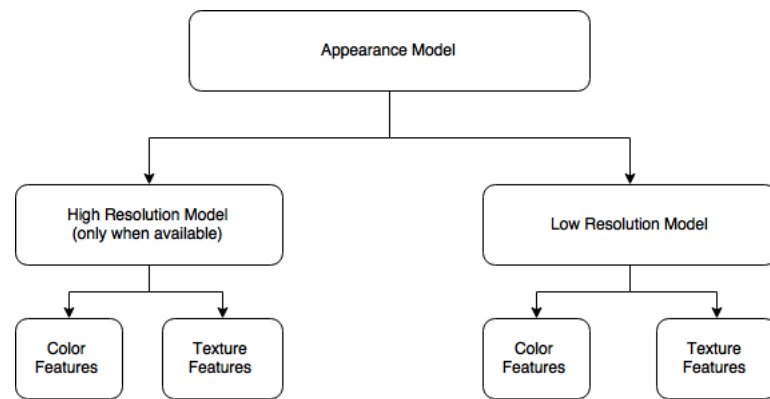 Appearance Model
High Resolution Model
(only when available)
Low Resolution Model
Color
Features
Texture
Features
Color
Features
Texture
Features